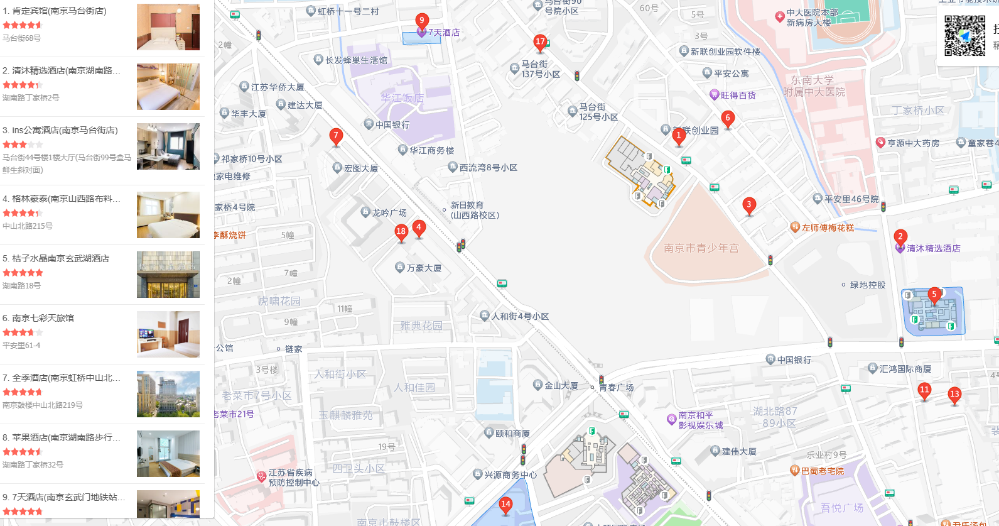 1. 肯定宾馆(南京马台街店)
马台街68号
2. 清沐精选酒店(南京湖南路...
湖南路丁家桥2号
3. ins公寓酒店(南京马台街店)
马台街44号楼1楼大厅(马台街99号盒马
鲜生斜对面)
4. 格林豪泰(南京山西路布料...
中山北路215号
5. 桔子水晶南京玄武湖酒店
湖南路18号
6. 南京七彩天旅馆
平安里61-4
7. 全季酒店(南京虹桥中山北...
南京鼓楼中山北路219号
8. 苹果酒店(南京湖南路步行...
湖南路丁家桥32号
9. 7天酒店(南京玄武门地铁站...
虹桥十一号二村
9
7天酒店
2幢
长发蜂巢生活馆
江苏华侨大厦
建达大厦
华丰大厦
华江饭店
中国银行
7
华江商务楼
祁家桥10号小区
宏图大厦
家电维修
西流湾8号小区
家桥4号院
龙吟广场
新日教育
(山西路校区)
18
4
李酥烧饼
5幢
万豪大厦
7幢
2幢
虎啸花园
11幢
9幢
雅典花园
人和街4号小区
公馆
链家
3号楼
人和街小区
人和佳园
老菜市7号小区
老菜市21号
玉麒麟雅苑
金山大厦
青春广场
颐和商厦
19号
四卫头小区
江苏省疾病
预防控制中心
兴源商务中心
14
南京市鼓楼区
马台街90
号院小区
17
马台街
137号小区
马台街
125号小区
60号
5号
3号
中大医院本部
新病房大楼
新联创业园软件楼
平安公寓
旺得百货
6
新联创业园
1
东南大学
附属中大医院
丁家桥小区
亨源中大药房
童家巷4
3
平安里46号院
左师傅梅花糕
南京市青少年宫
2
清沐精选酒店
绿地控股
5
中国银行
汇鸿国际商厦
11
13
湖北路87
-89小区
南京和平
影视娱乐城
建伟大厦
乐业村9号
巴蜀老宅院
吾悦广场